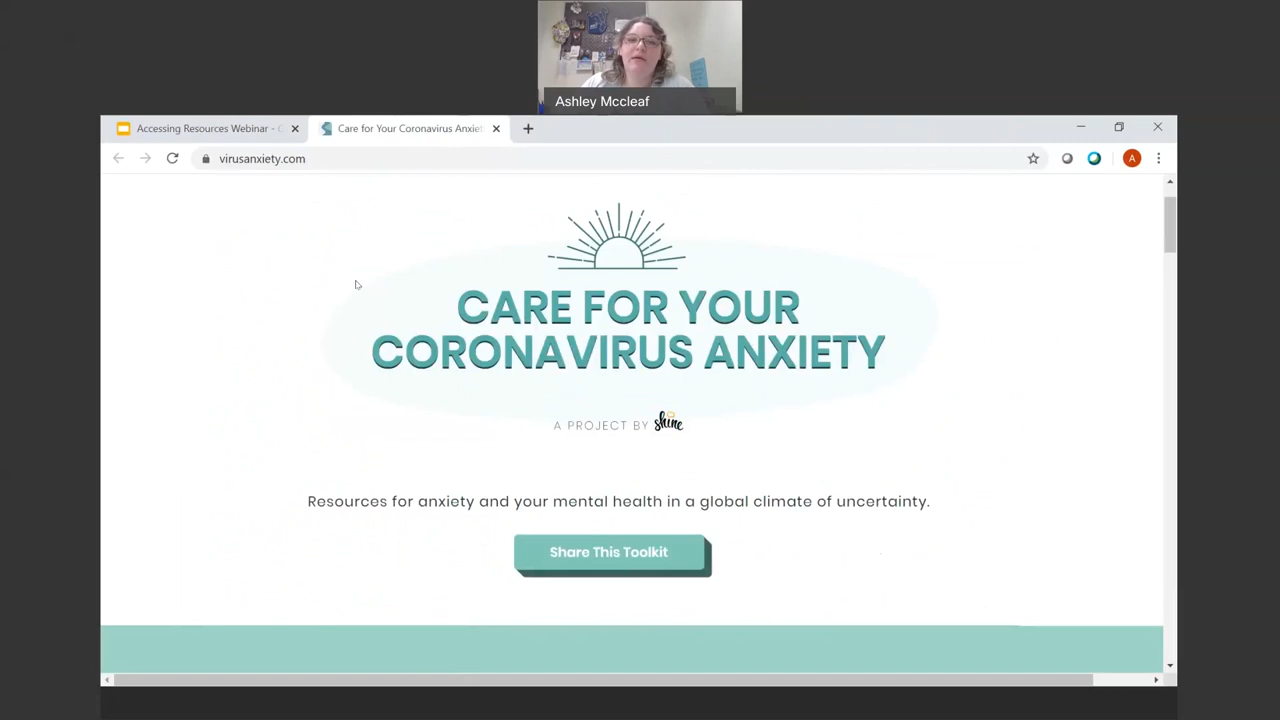 Ashley Mccleaf
Accessing Resources Webinar -
Care for Your Coronavirus Anxiet
virusanxiety.com
A
CARE FOR YOUR
CORONAVIRUS ANXIETY
A PROJECT BY shine
Resources for anxiety and your mental health in a global climate of uncertainty.
Share This Toolkit